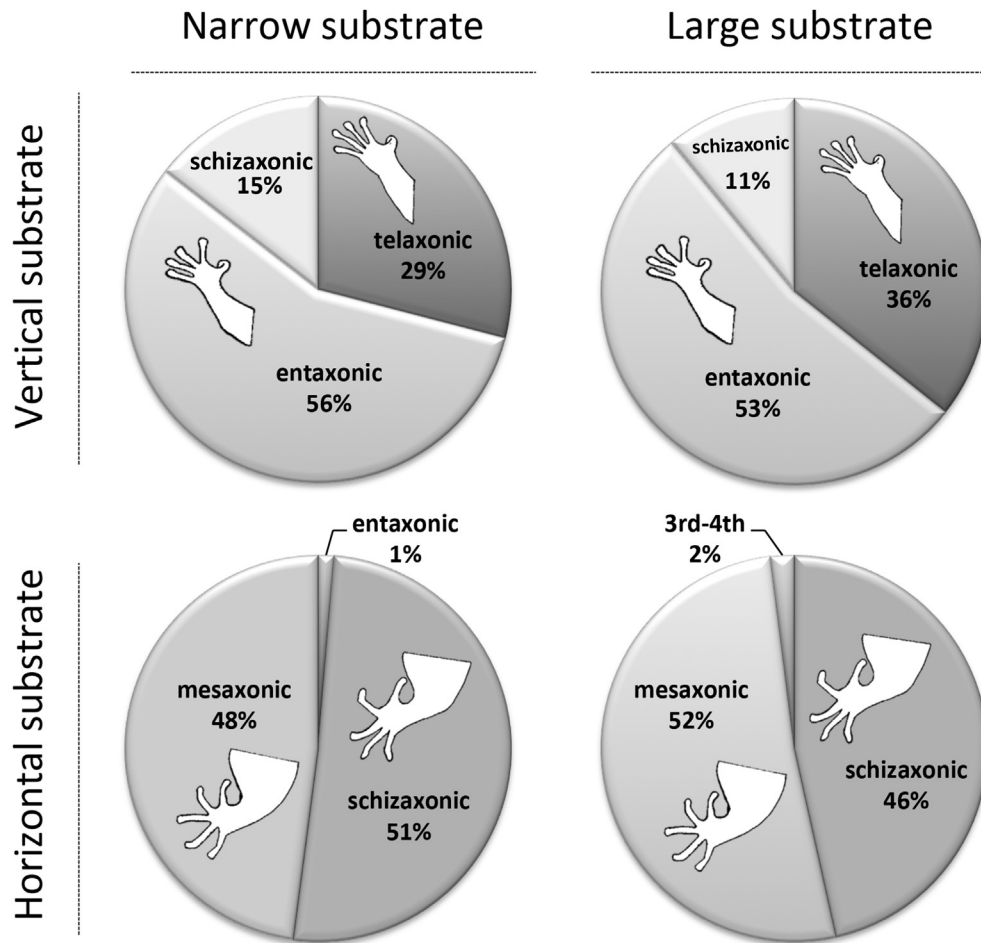 Narrow substrate
Large substrate
Vertical substrate
schizaxonic
15%
telaxonic
29%
entaxonic
56%
schizaxonic
11%
telaxonic
36%
entaxonic
53%
Horizontal substrate
entaxonic
1%
mesaxonic
48%
schizaxonic
51%
3rd-4th
2%
mesaxonic
52%
schizaxonic
46%